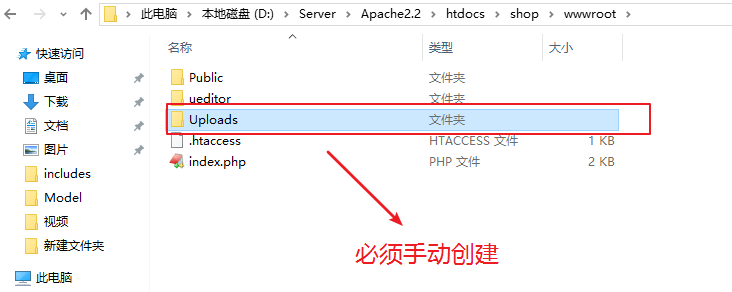 此电脑 › 本地磁盘 (D:) › Server › Apache2.2 › htdocs › shop › wwwroot ›
名称 类型 大小
快速访问
桌面
下载
文档
图片
includes
Model
视频
新建文件夹
此电脑
Public 文件夹
ueditor 文件夹
Uploads 文件夹
.htaccess HTACCESS 文件 1 KB
index.php PHP 文件 2 KB
必须手动创建